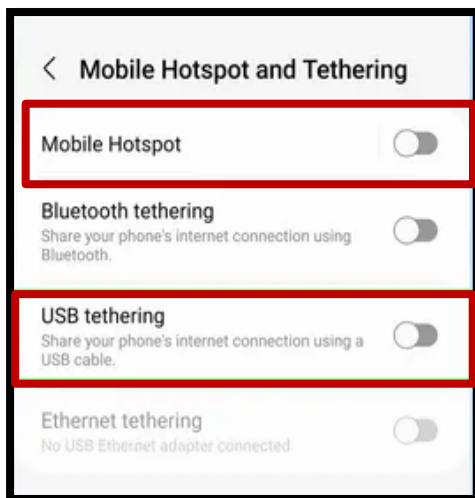 Mobile Hotspot and Tethering
Mobile Hotspot
Bluetooth tethering
Share your phone's internet connection using
Bluetooth.
USB tethering
Share your phone's internet connection using a
USB cable.
Ethernet tethering
No USB Ethernet adapter connected